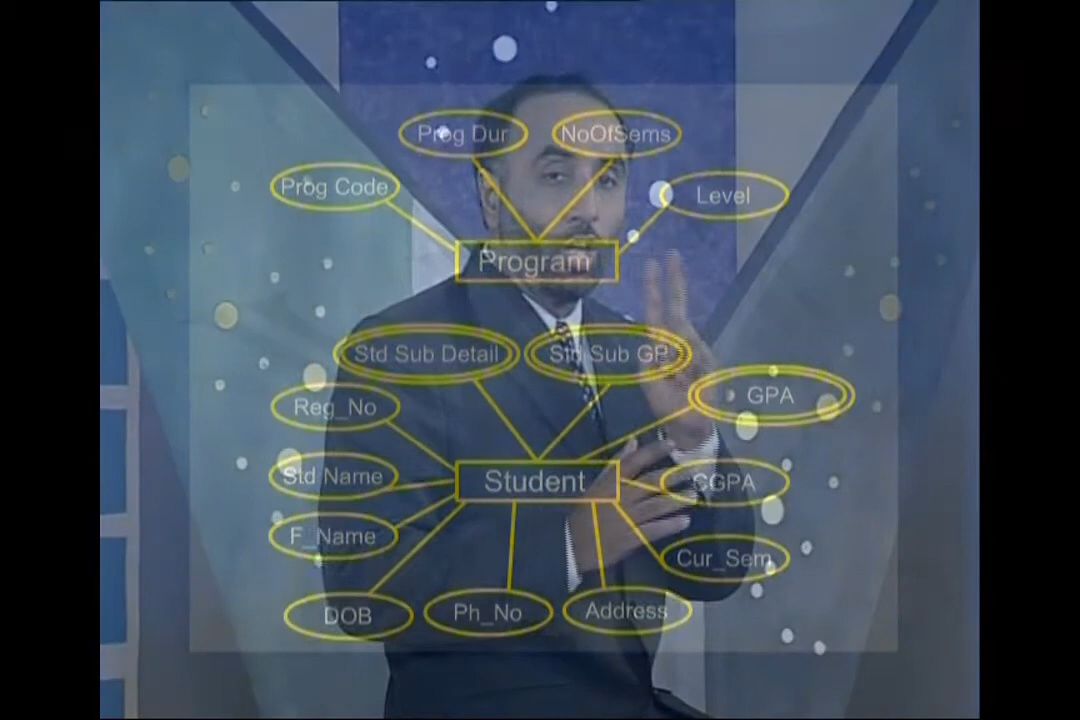 Prog Dur
NoOfSems
Prog Code
Level
Program
Std Sub Detail
Std Sub GP
GPA
Reg_No
Std Name
Student
CGPA
F_Name
Cur_Sem
DOB
Ph_No
Address